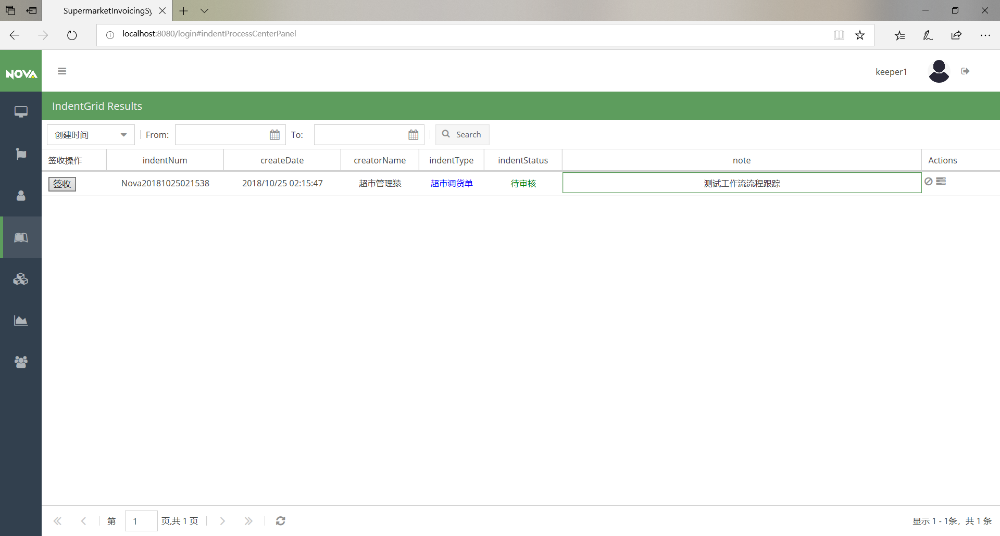 SupermarketInvoicingSy
localhost:8080/login#indentProcessCenterPanel
NOVA
keeper1
IndentGrid Results
创建时间 From: To: Search
签收操作 indentNum createDate creatorName indentType indentStatus note Actions
签收 Nova20181025021538 2018/10/25 02:15:47 超市管理猿 超市调货单 待审核 测试工作流流程跟踪
第 1 页,共 1 页
显示 1 - 1条，共 1 条